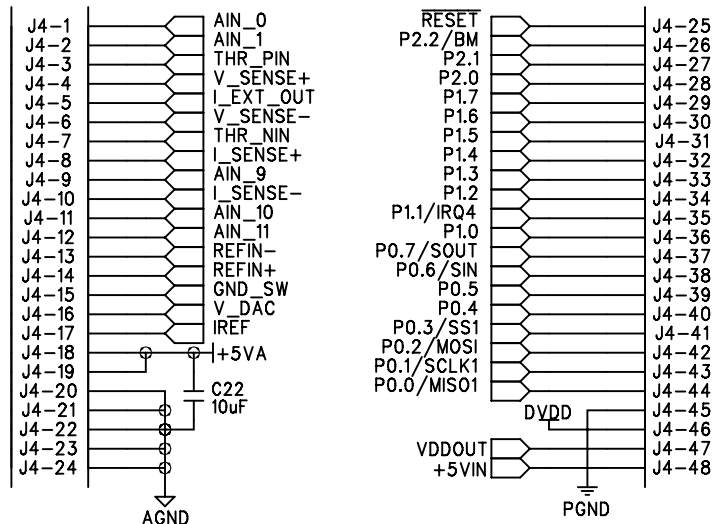 J4-1 AIN_0
J4-2 AIN_1
J4-3 THR_PIN
J4-4 V_SENSE+
J4-5 I_EXT_OUT
J4-6 V_SENSE-
J4-7 THR_NIN
J4-8 I_SENSE+
J4-9 AIN_9
J4-10 I_SENSE-
J4-11 AIN_10
J4-12 AIN_11
J4-13 REFIN-
J4-14 REFIN+
J4-15 GND_SW
J4-16 V_DAC
J4-17 IREF
J4-18 +5VA
J4-19
J4-20 C22
J4-21 10uF
J4-22
J4-23
J4-24
AGND
RESET J4-25
P2.2/BM J4-26
P2.1 J4-27
P2.0 J4-28
P1.7 J4-29
P1.6 J4-30
P1.5 J4-31
P1.4 J4-32
P1.3 J4-33
P1.2 J4-34
P1.1/IRQ4 J4-35
P1.0 J4-36
P0.7/SOUT J4-37
P0.6/SIN J4-38
P0.5 J4-39
P0.4 J4-40
P0.3/SS1 J4-41
P0.2/MOSI J4-42
P0.1/SCLK1 J4-43
P0.0/MISO1 J4-44
DVDD J4-45
J4-46
VDDOUT J4-47
+5VIN J4-48
PGND